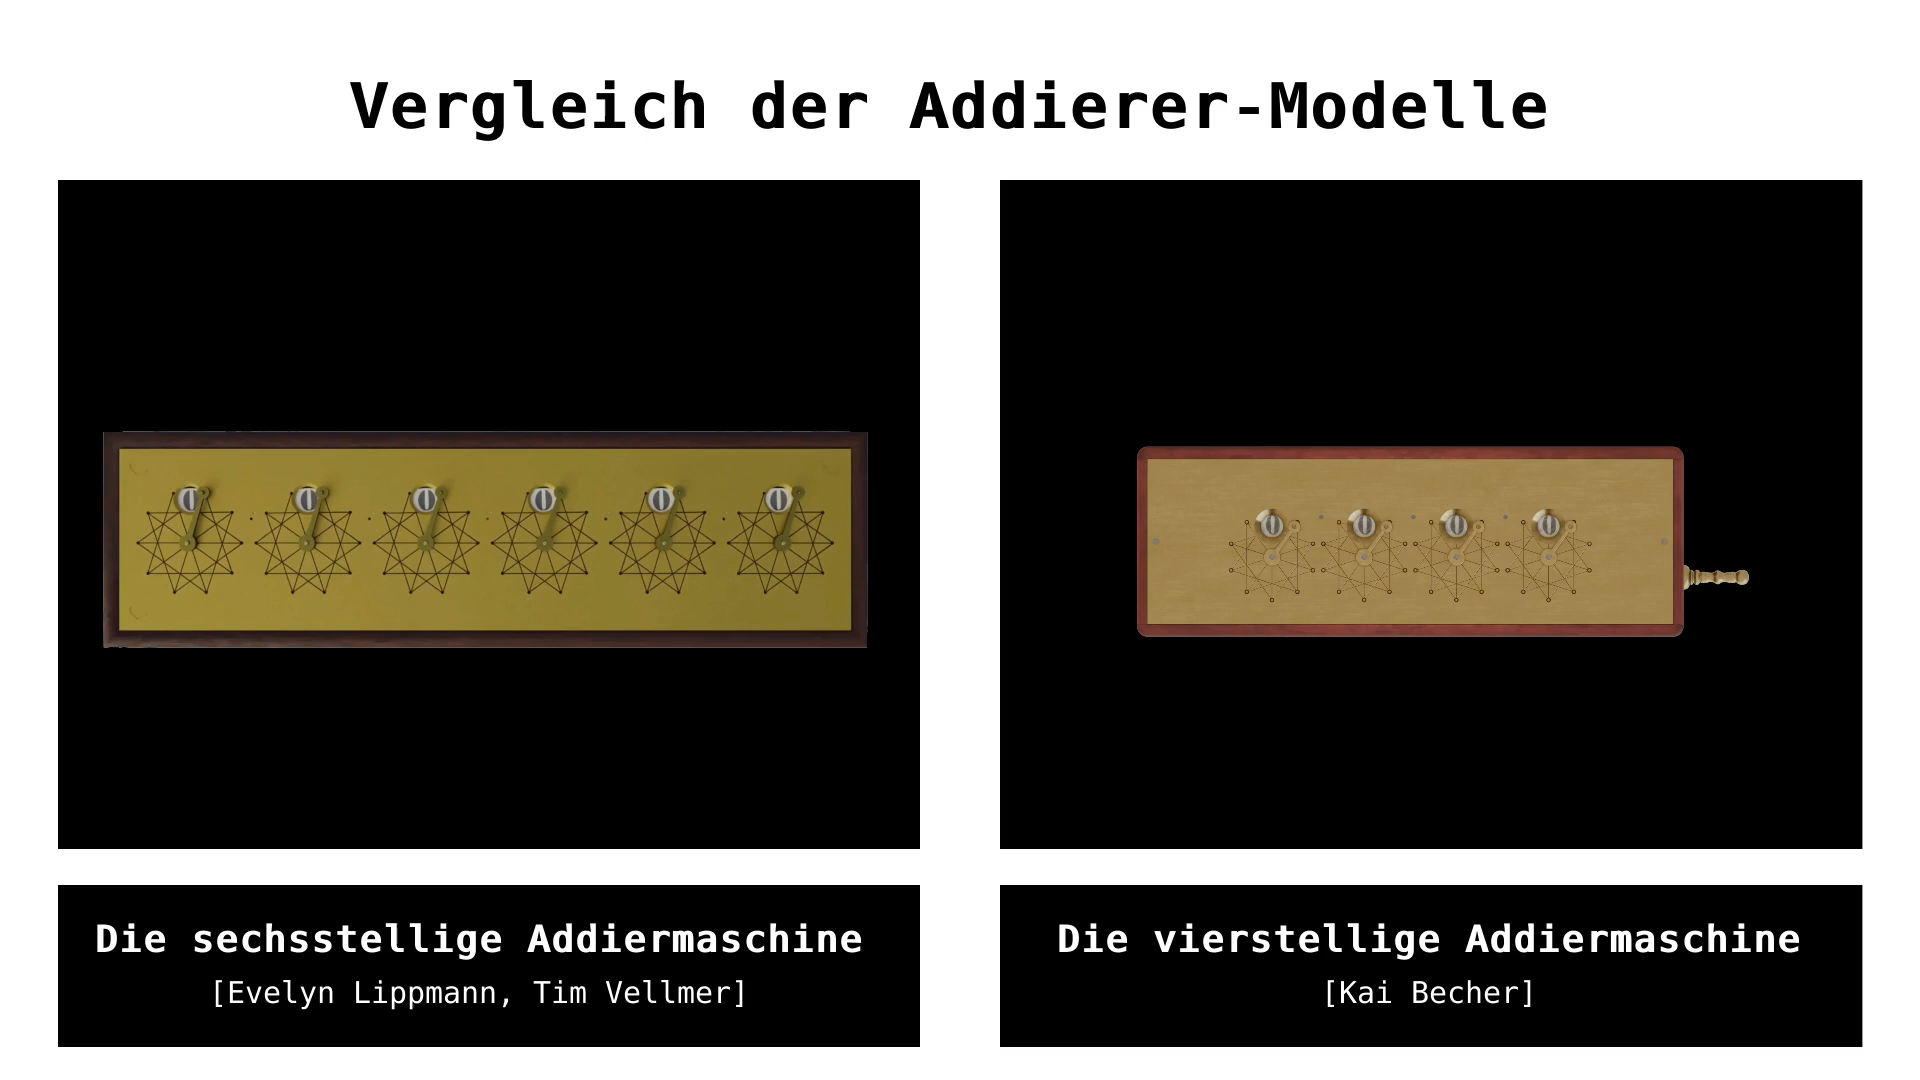 Vergleich der Addierer-Modelle
Die sechsstellige Addiermaschine
[Evelyn Lippmann, Tim Vellmer]
Die vierstellige Addiermaschine
[Kai Becher]